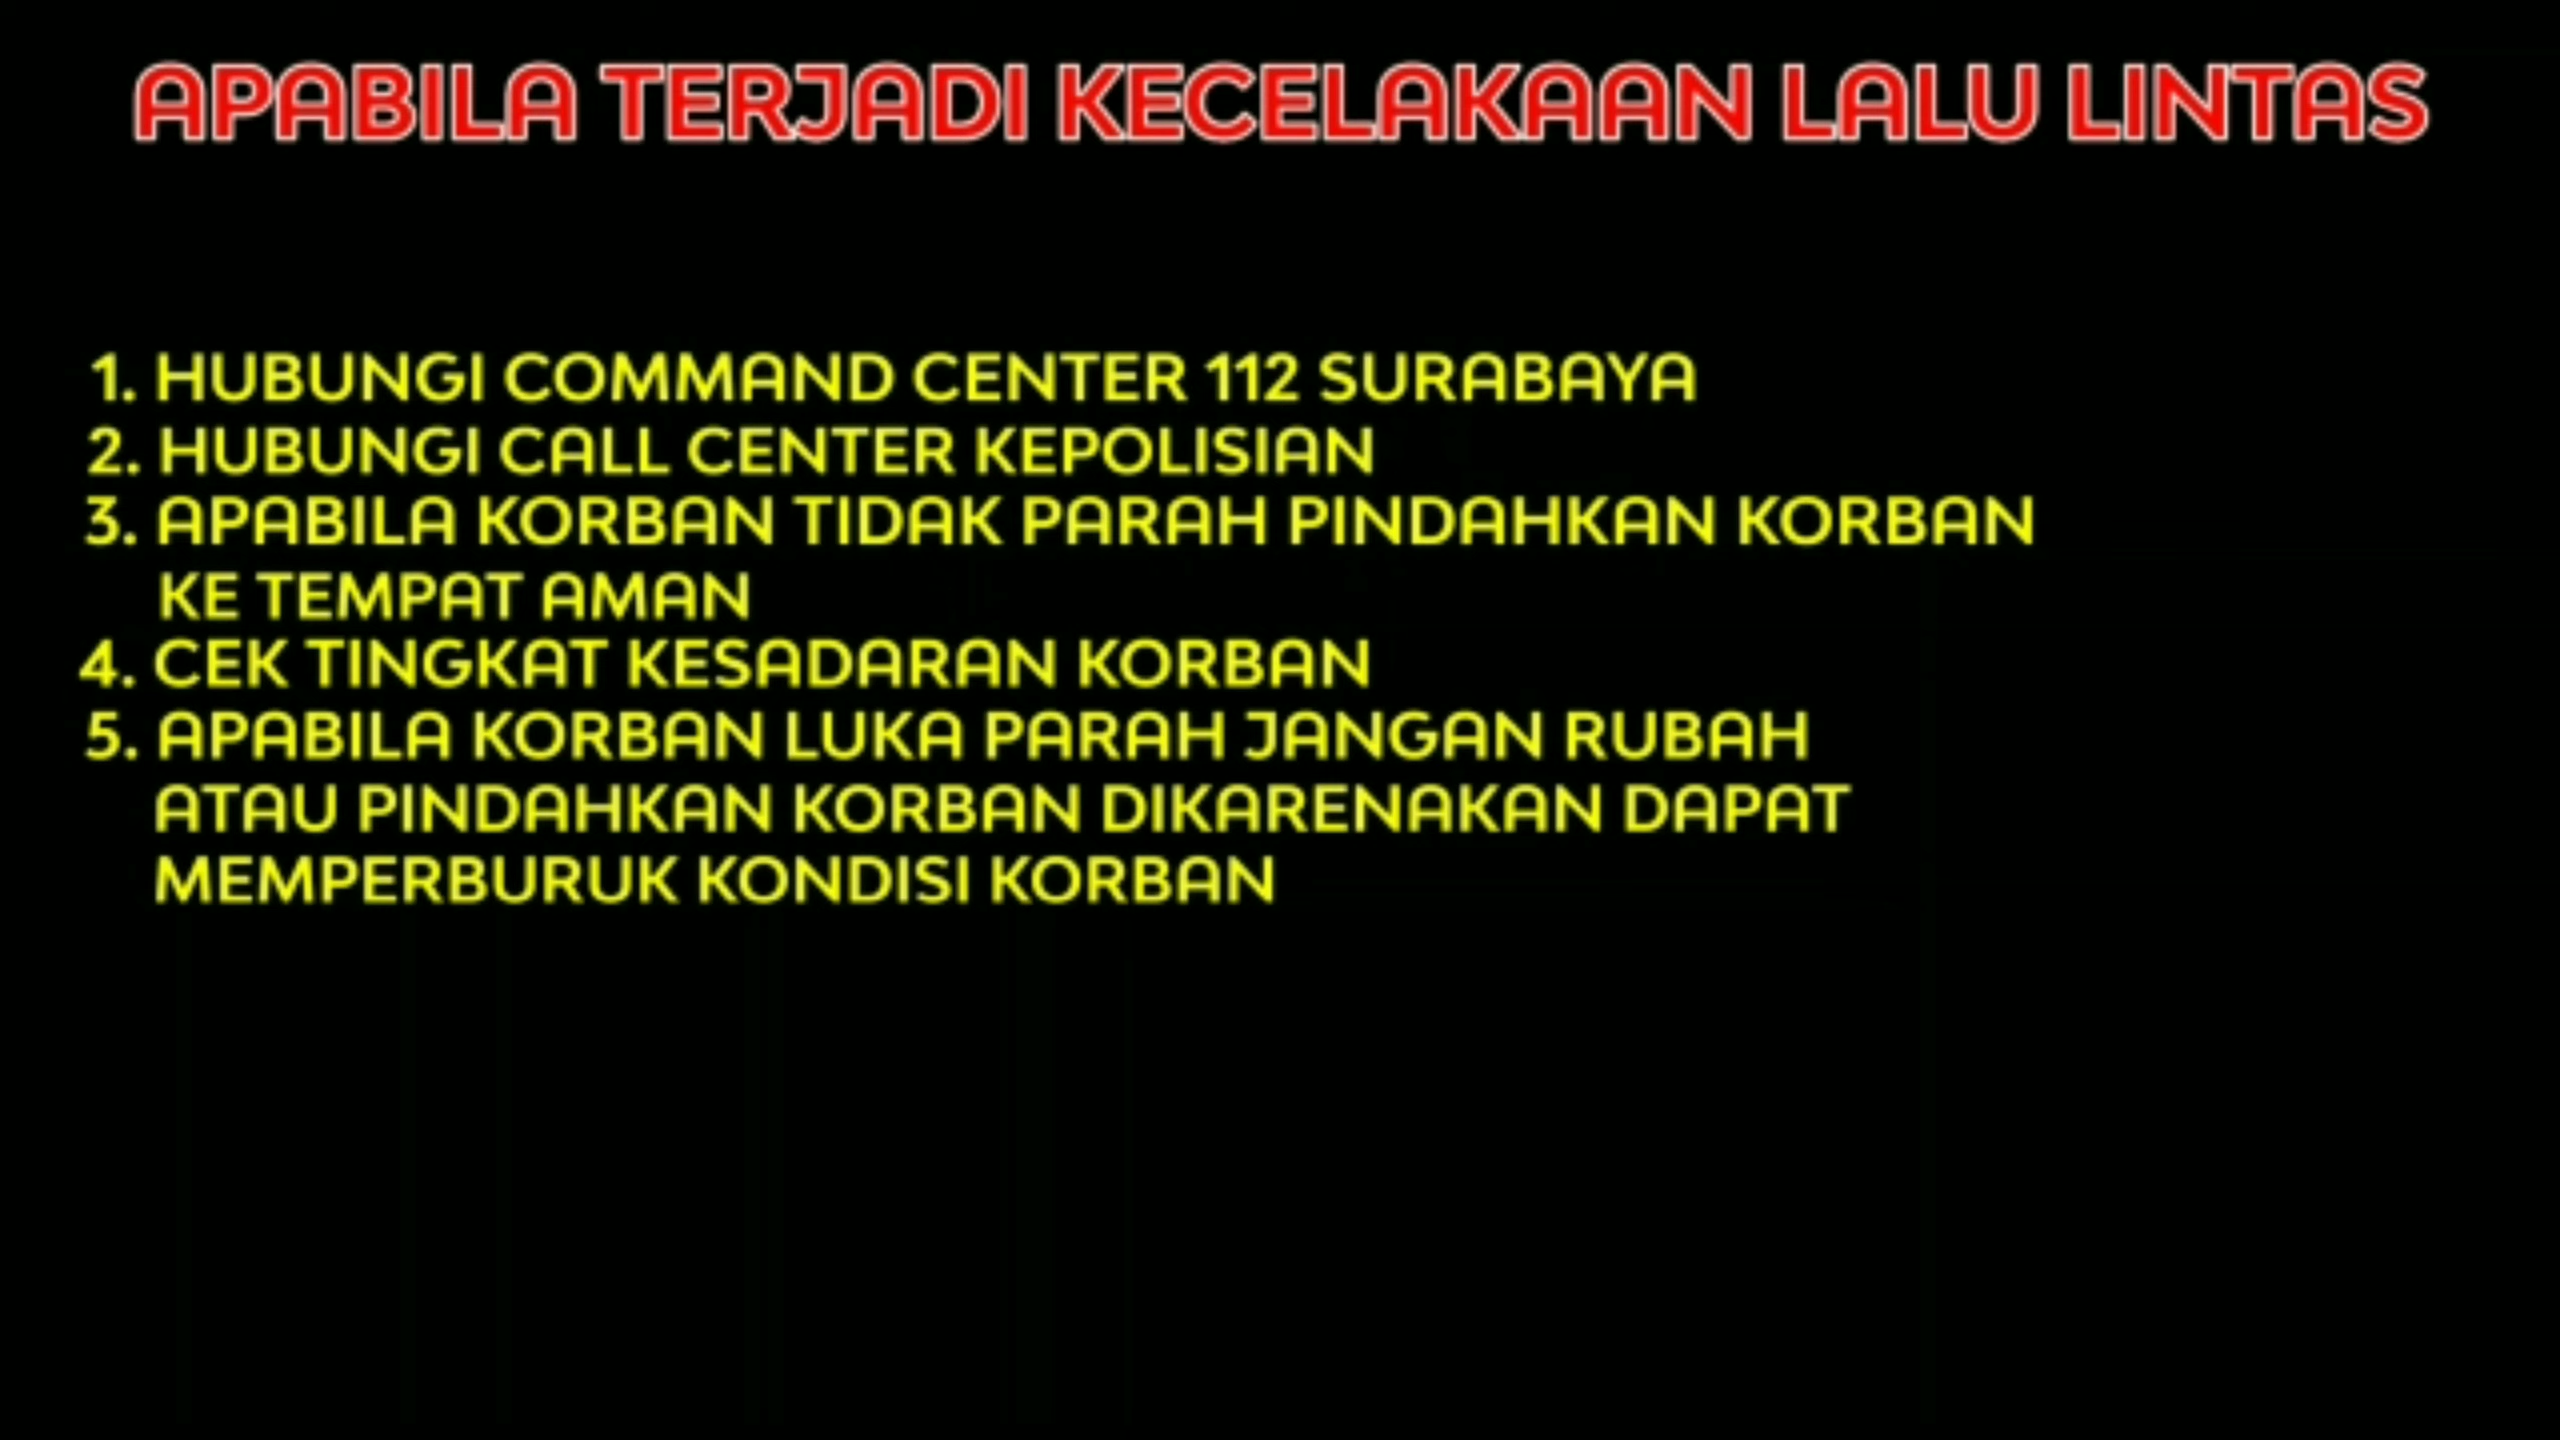 APABILA TERJADI KECELAKAAN LALU LINTAS
1. HUBUNGI COMMAND CENTER 112 SURABAYA
2. HUBUNGI CALL CENTER KEPOLISIAN
3. APABILA KORBAN TIDAK PARAH PINDAHKAN KORBAN
KE TEMPAT AMAN
4. CEK TINGKAT KESADARAN KORBAN
5. APABILA KORBAN LUKA PARAH JANGAN RUBAH
ATAU PINDAHKAN KORBAN DIKARENAKAN DAPAT
MEMPERBURUK KONDISI KORBAN